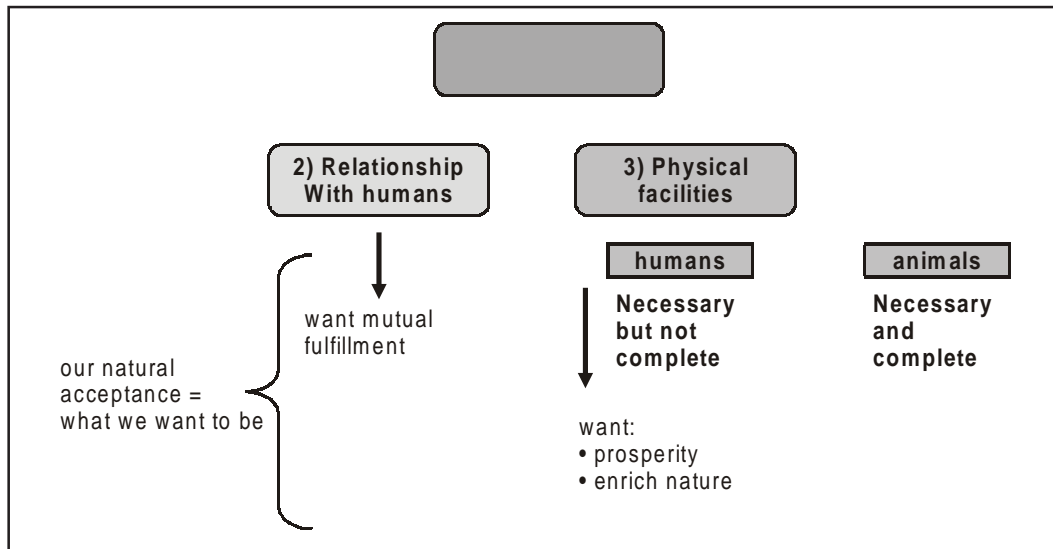 2) Relationship
With humans
3) Physical
facilities
humans
animals
Necessary
but not
complete
Necessary
and
complete
want mutual
fulfillment
our natural
acceptance =
what we want to be
want:
• prosperity
• enrich nature